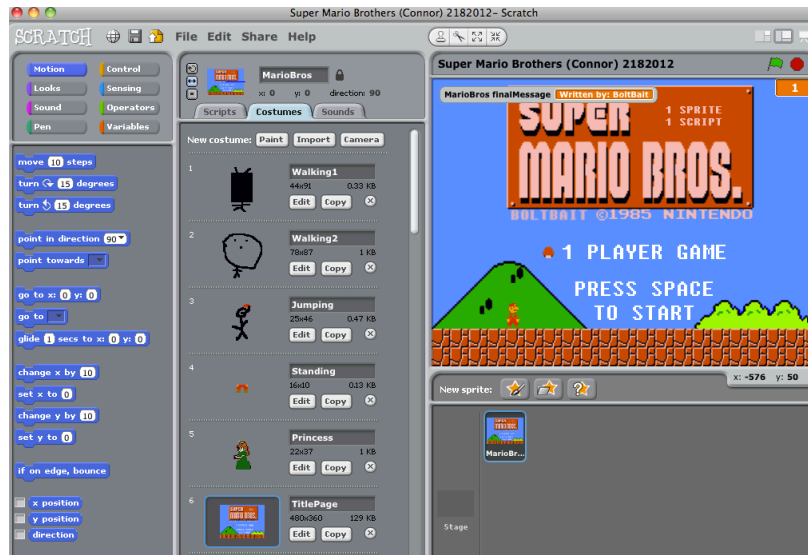 Super Mario Brothers (Connor) 2182012- Scratch
SCRATCH File Edit Share Help
Motion Control
Looks Sensing
Sound Operators
Pen Variables
move 10 steps
turn 15 degrees
turn 15 degrees
point in direction 90
point towards
go to x: 0 y: 0
go to
glide 1 secs to x: 0 y: 0
change x by 10
set x to 0
change y by 10
set y to 0
if on edge, bounce
x position
y position
direction
MarioBros
x: 0 y: 0 direction: 90
Scripts Costumes Sounds
New costume: Paint Import Camera
1 Walking1
44x91 0.33 KB
Edit Copy
2 Walking2
78x87 1 KB
Edit Copy
3 Jumping
25x46 0.47 KB
Edit Copy
4 Standing
16x10 0.13 KB
Edit Copy
5 Princess
22x37 1 KB
Edit Copy
6 TitlePage
480x360 129 KB
Edit Copy
Super Mario Brothers (Connor) 2182012
MarioBros finalMessage Written by: BoltBait
1
SUPER
1 SPRITE
1 SCRIPT
MARIO BROS.
BOLTBAIT ©1985 NINTENDO
1 PLAYER GAME
PRESS SPACE
TO START
x: -576 y: 50
New sprite:
MarioBr...
Stage